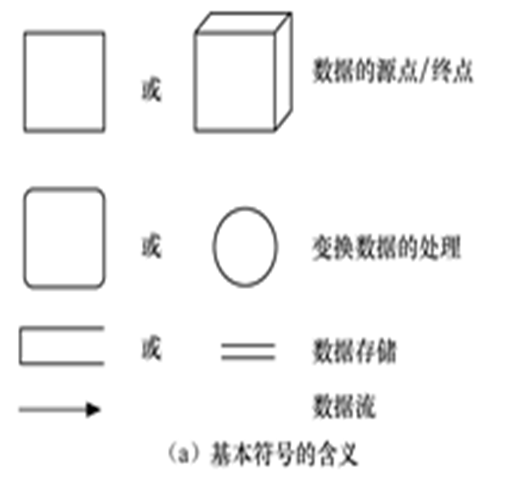 或 数据的源点/终点
或 变换数据的处理
或 数据存储
数据流
（a）基本符号的含义